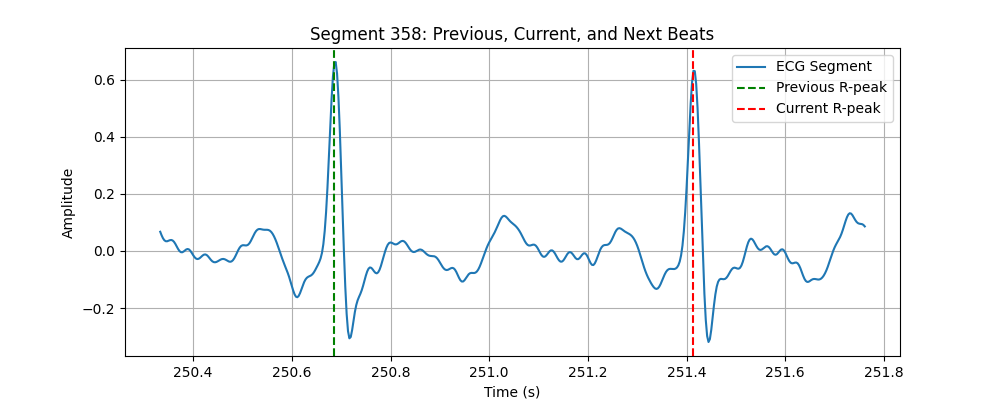 Segment 358: Previous, Current, and Next Beats
ECG Segment
Previous R-peak
Current R-peak
Amplitude
0.6
0.4
0.2
0.0
−0.2
250.4 250.6 250.8 251.0 251.2 251.4 251.6 251.8
Time (s)